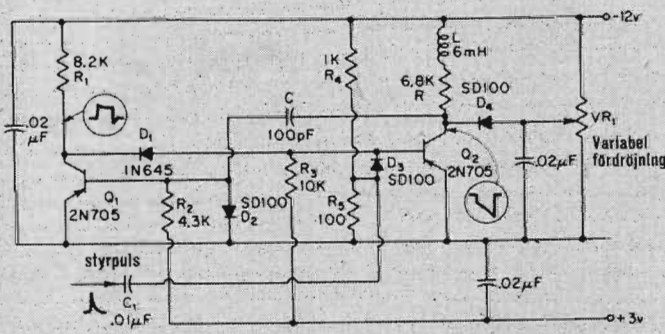 -12v
8.2K
R₁
1K
R₄
L
6mH
6,8K
R
SD100
D₄
VR₁
Variabel
fördröjning
.02
μF
C
100pF
D₁
1N645
R₃
10K
D₃
SD100
Q₂
2N705
.02μF
Q₁
2N705
R₂
4.3K
SD100
D₂
R₅
100
styrpuls
C₁
.01μF
.02μF
+3v